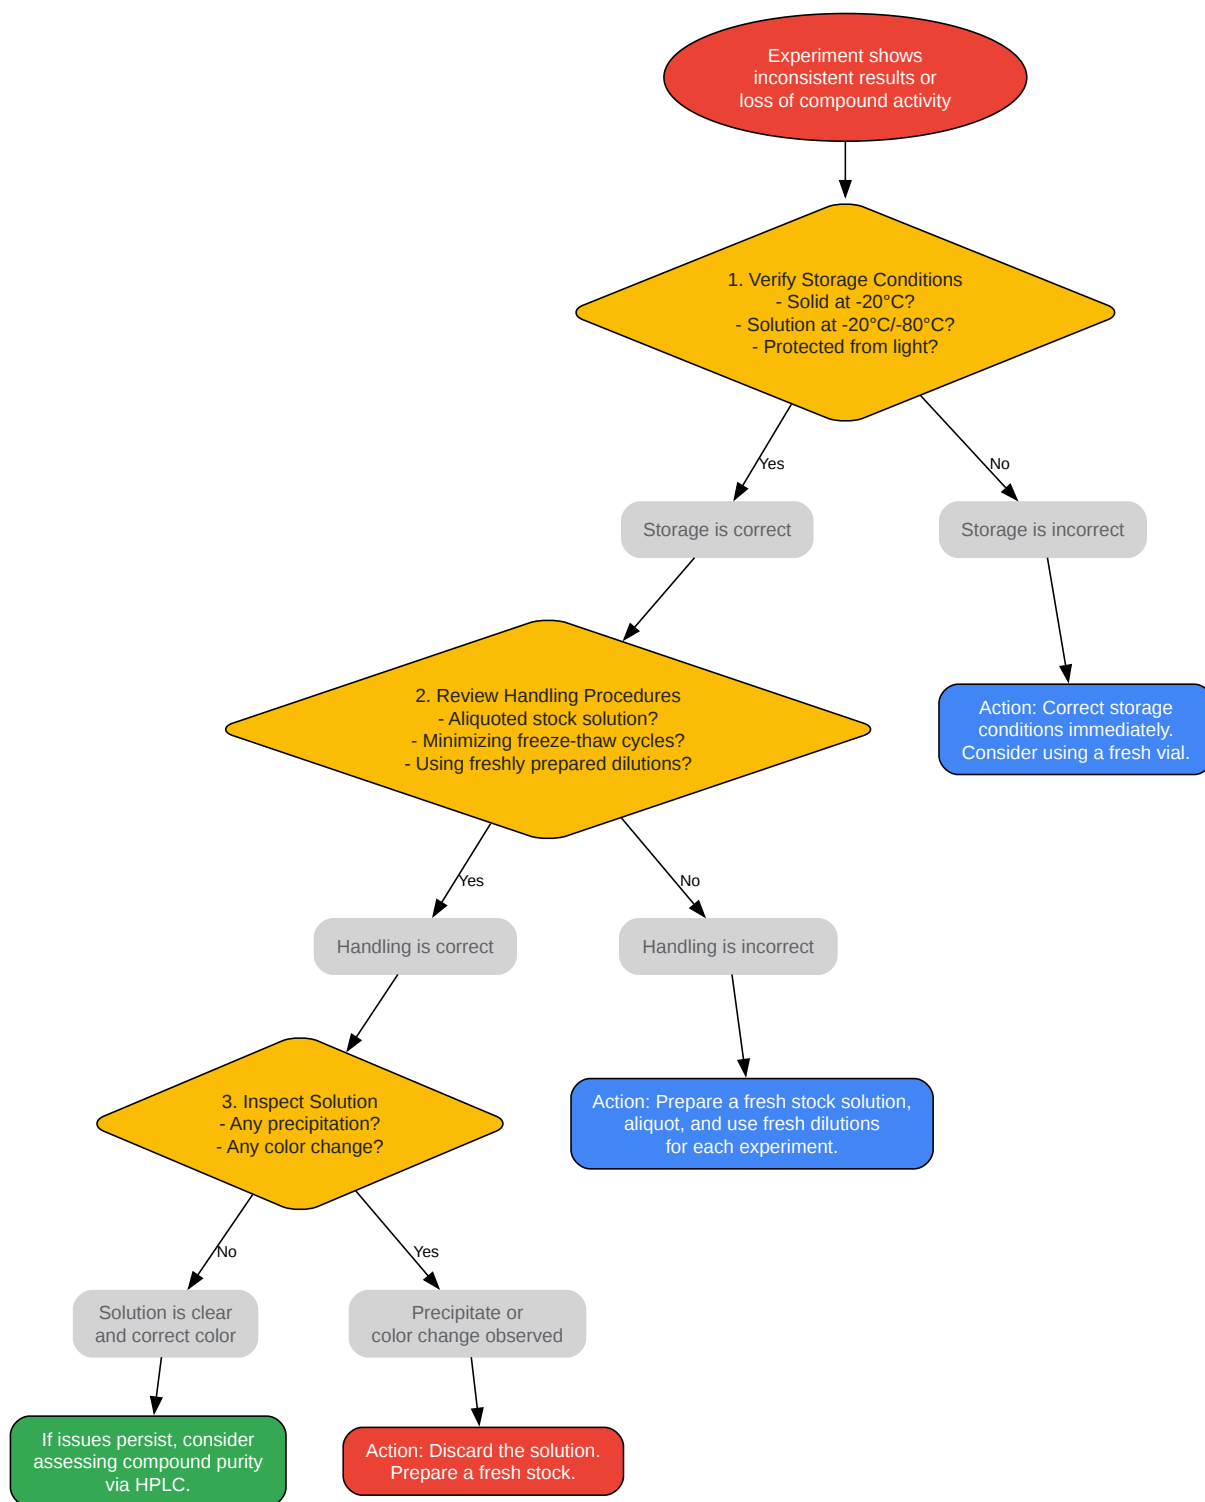 Experiment shows
inconsistent results or
loss of compound activity
1. Verify Storage Conditions
- Solid at -20°C?
- Solution at -20°C/-80°C?
- Protected from light?
Yes
No
Storage is correct
Storage is incorrect
2. Review Handling Procedures
- Aliquoted stock solution?
- Minimizing freeze-thaw cycles?
- Using freshly prepared dilutions?
Action: Correct storage
conditions immediately.
Consider using a fresh vial.
Yes
No
Handling is correct
Handling is incorrect
3. Inspect Solution
- Any precipitation?
- Any color change?
Action: Prepare a fresh stock solution,
aliquot, and use fresh dilutions
for each experiment.
No
Yes
Solution is clear
and correct color
Precipitate or
color change observed
If issues persist, consider
assessing compound purity
via HPLC.
Action: Discard the solution.
Prepare a fresh stock.